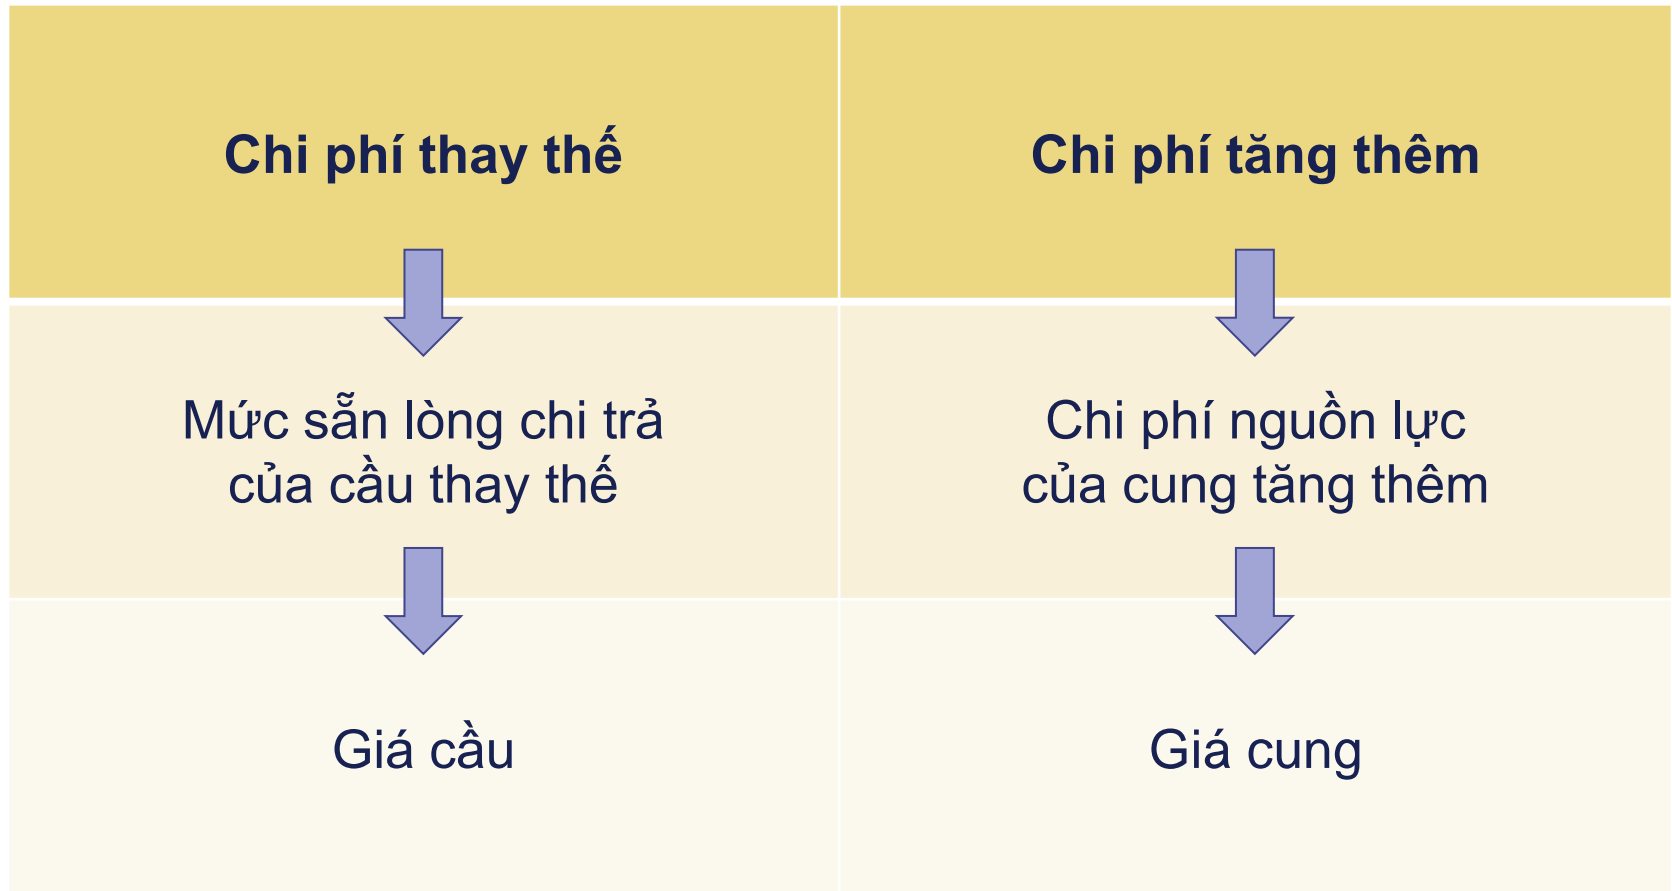 Chi phí thay thế
Chi phí tăng thêm
Mức sẵn lòng chi trả
của cầu thay thế
Chi phí nguồn lực
của cung tăng thêm
Giá cầu
Giá cung